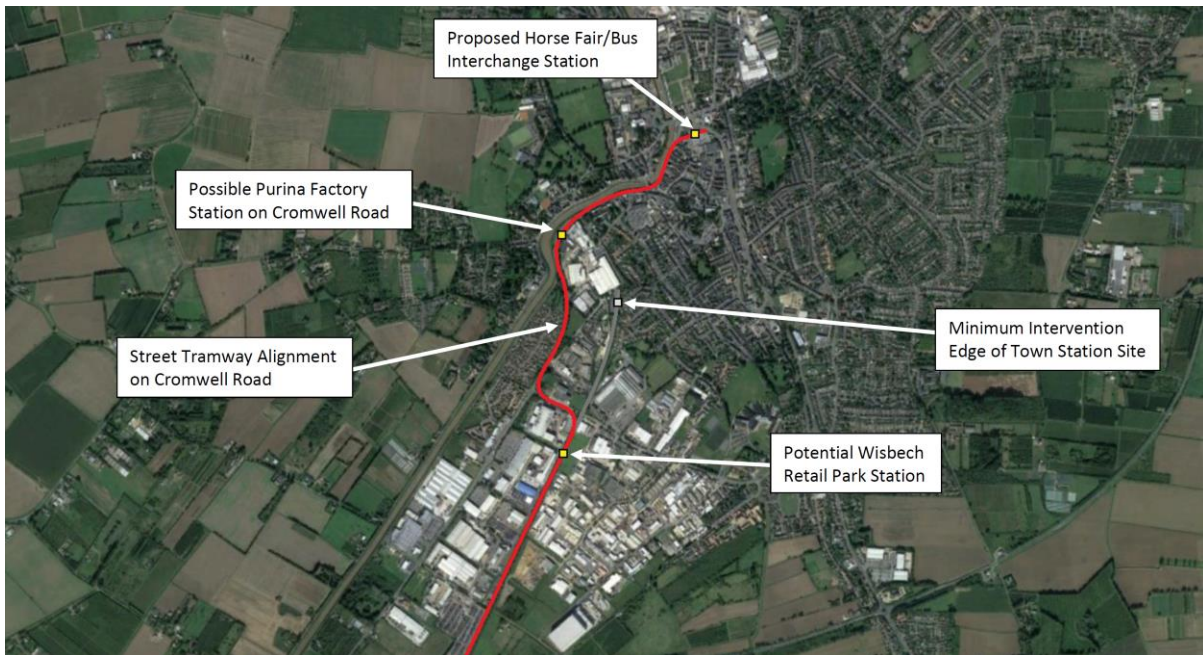 Proposed Horse Fair/Bus
Interchange Station
Possible Purina Factory
Station on Cromwell Road
Street Tramway Alignment
on Cromwell Road
Minimum Intervention
Edge of Town Station Site
Potential Wisbech
Retail Park Station